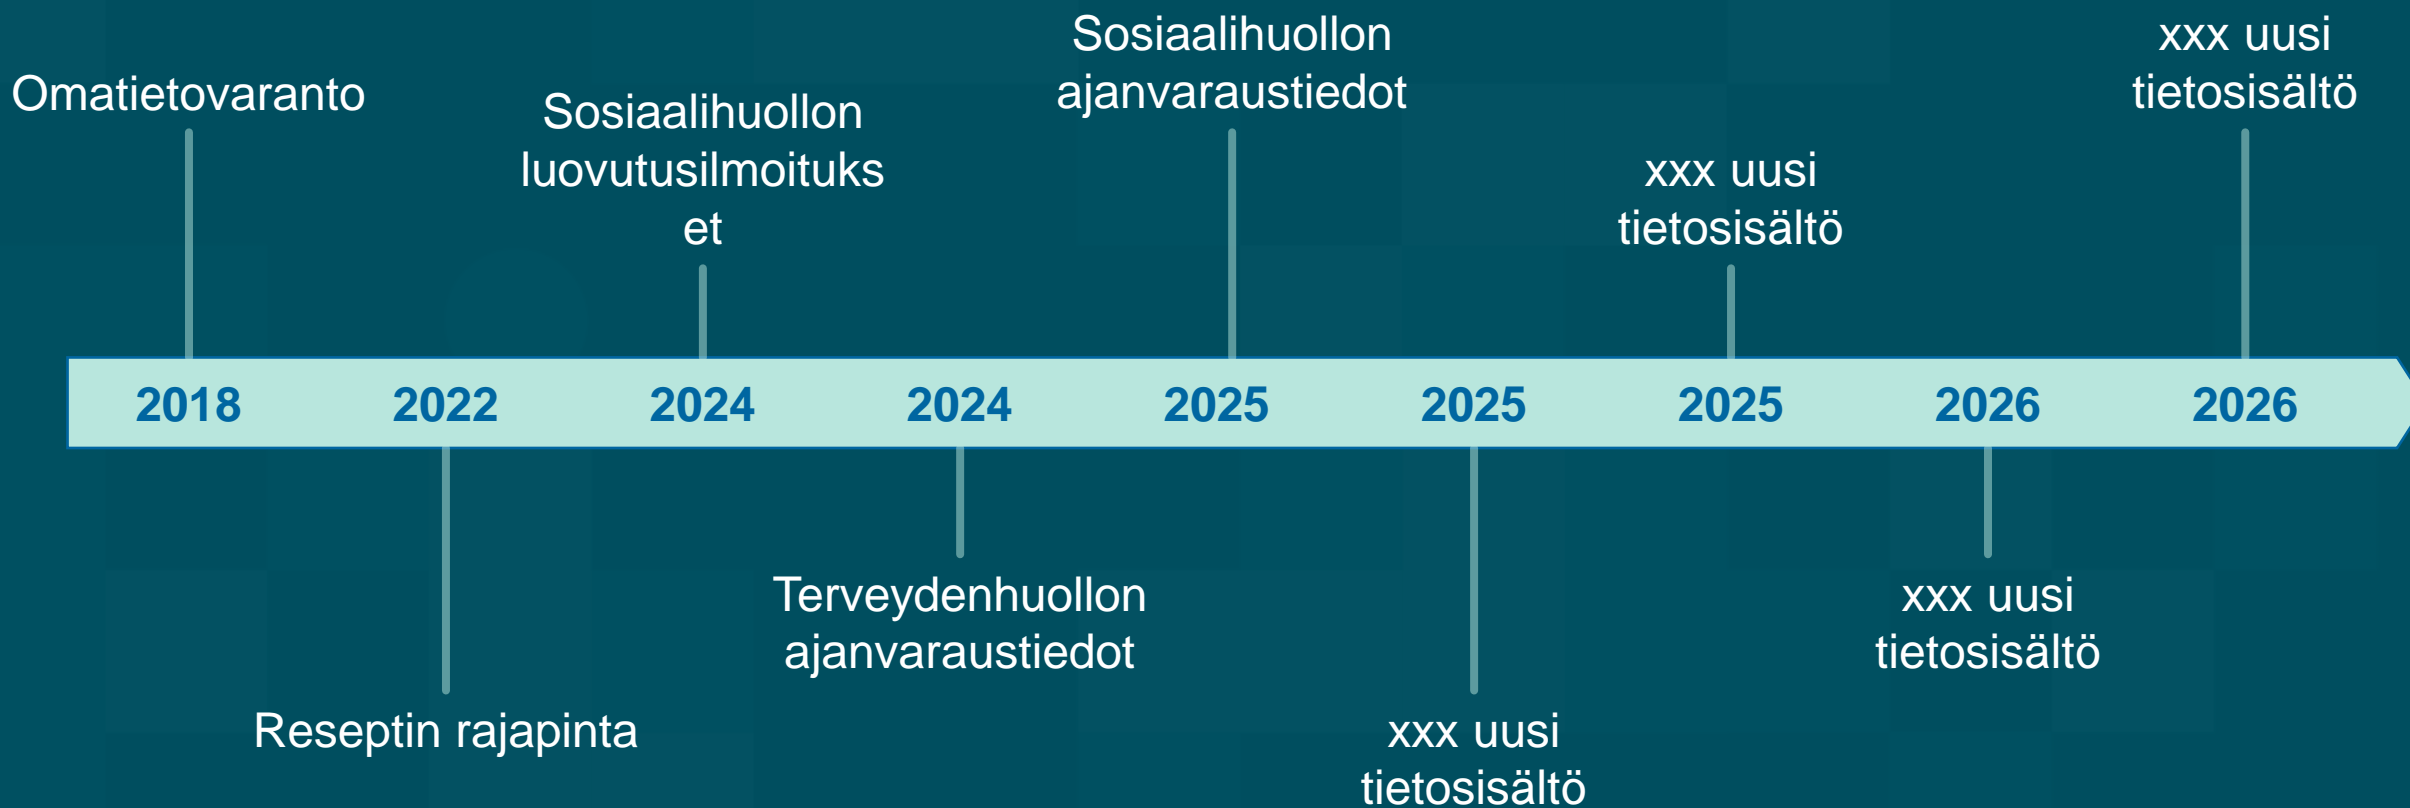 Omatietovaranto
Sosiaalihuollon
luovutusilmoituks
et
Sosiaalihuollon
ajanvaraustiedot
xxx uusi
tietosisältö
xxx uusi
tietosisältö
2018
2022
2024
2024
2025
2025
2025
2026
2026
Reseptin rajapinta
Terveydenhuollon
ajanvaraustiedot
xxx uusi
tietosisältö
xxx uusi
tietosisältö